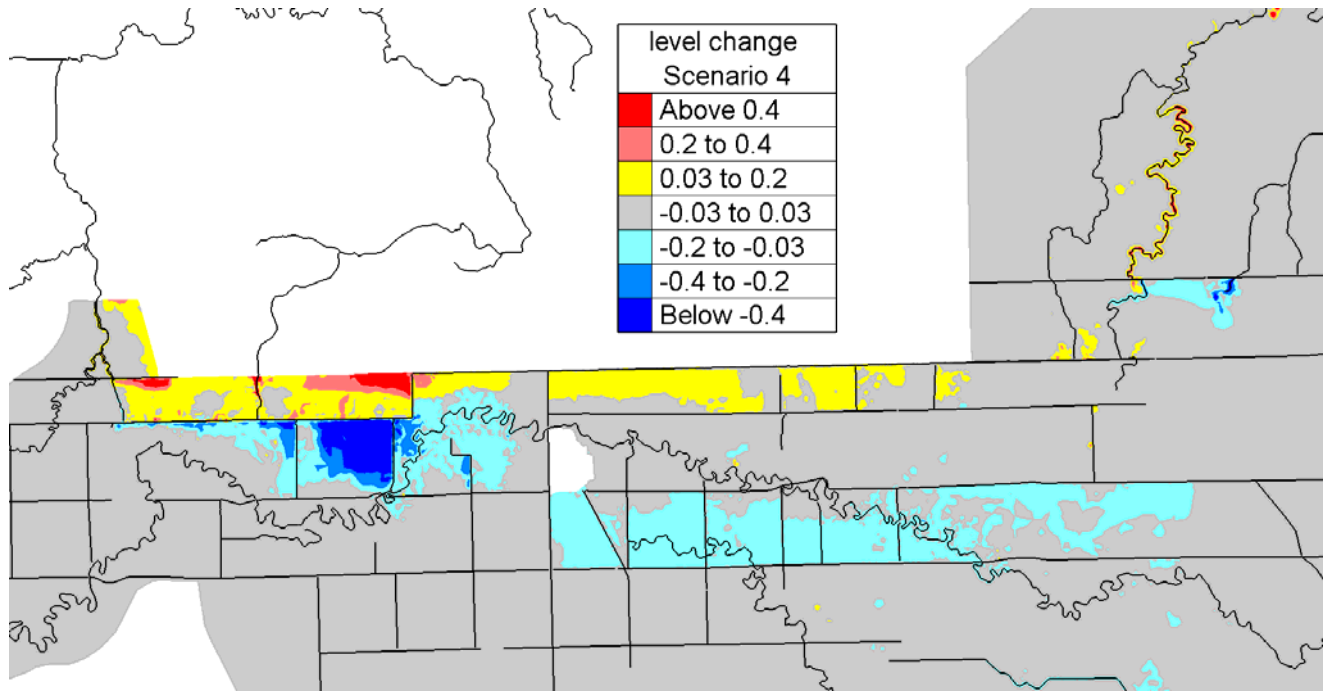 level change
Scenario 4
Above 0.4
0.2 to 0.4
0.03 to 0.2
-0.03 to 0.03
-0.2 to -0.03
-0.4 to -0.2
Below -0.4